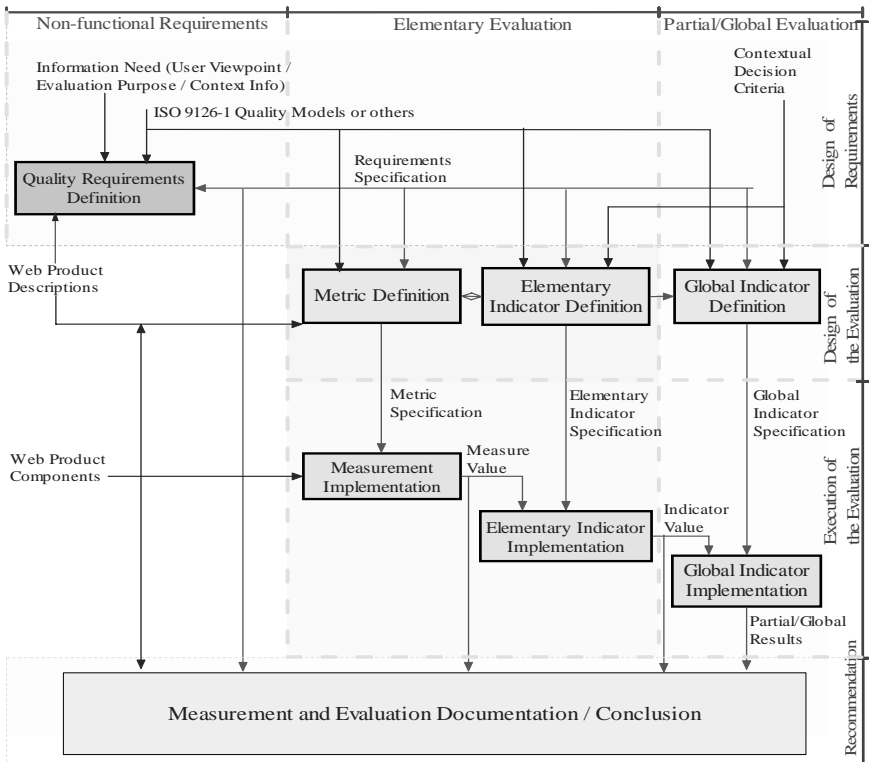 Non-functional Requirements
Elementary Evaluation
Partial/Global Evaluation
Information Need (User Viewpoint /
Evaluation Purpose / Context Info)
ISO 9126-1 Quality Models or others
Contextual
Decision
Criteria
Design of
Requirements
Quality Requirements
Definition
Requirements
Specification
Web Product
Descriptions
Metric Definition
Elementary
Indicator Definition
Global Indicator
Definition
Design of
the Evaluation
Metric
Specification
Elementary
Indicator
Specification
Global
Indicator
Specification
Web Product
Components
Measurement
Implementation
Measure
Value
Elementary Indicator
Implementation
Indicator
Value
Global Indicator
Implementation
Execution of
the Evaluation
Partial/Global
Results
Measurement and Evaluation Documentation / Conclusion
Recommendation